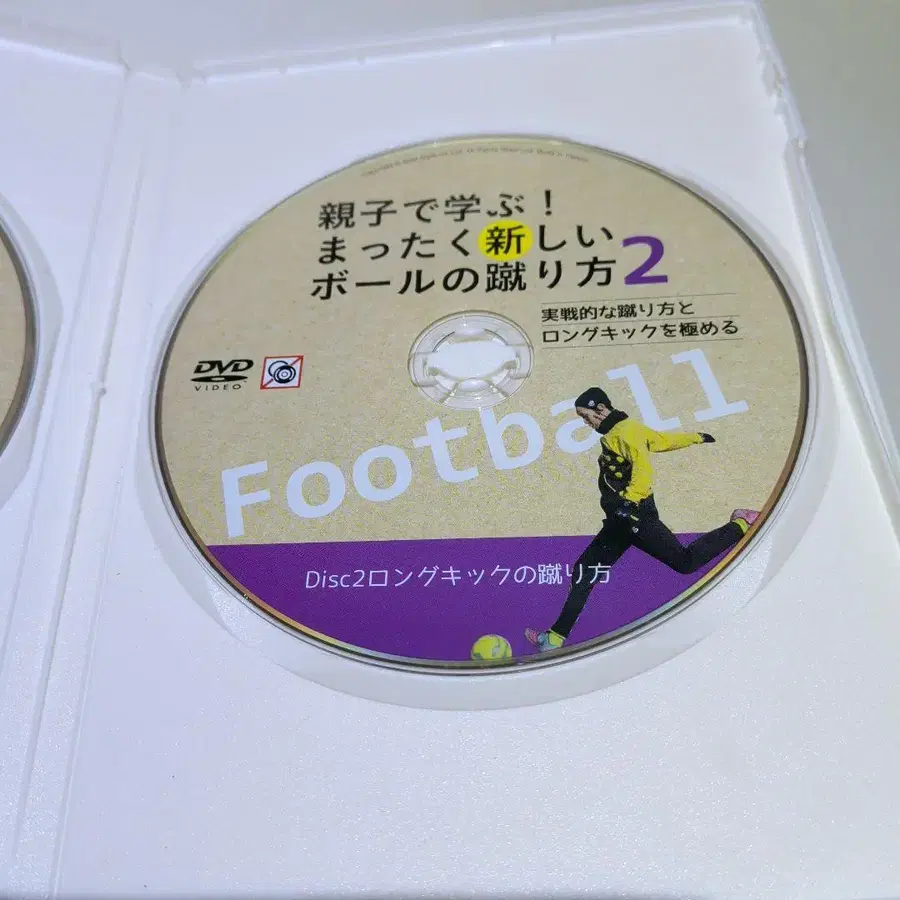 親子で学ぶ!
まったく新しい
ボールの蹴り方2
実戦的な蹴り方と
ロングキックを極める
DVD
VIDEO
Football
Disc2ロングキックの蹴り方